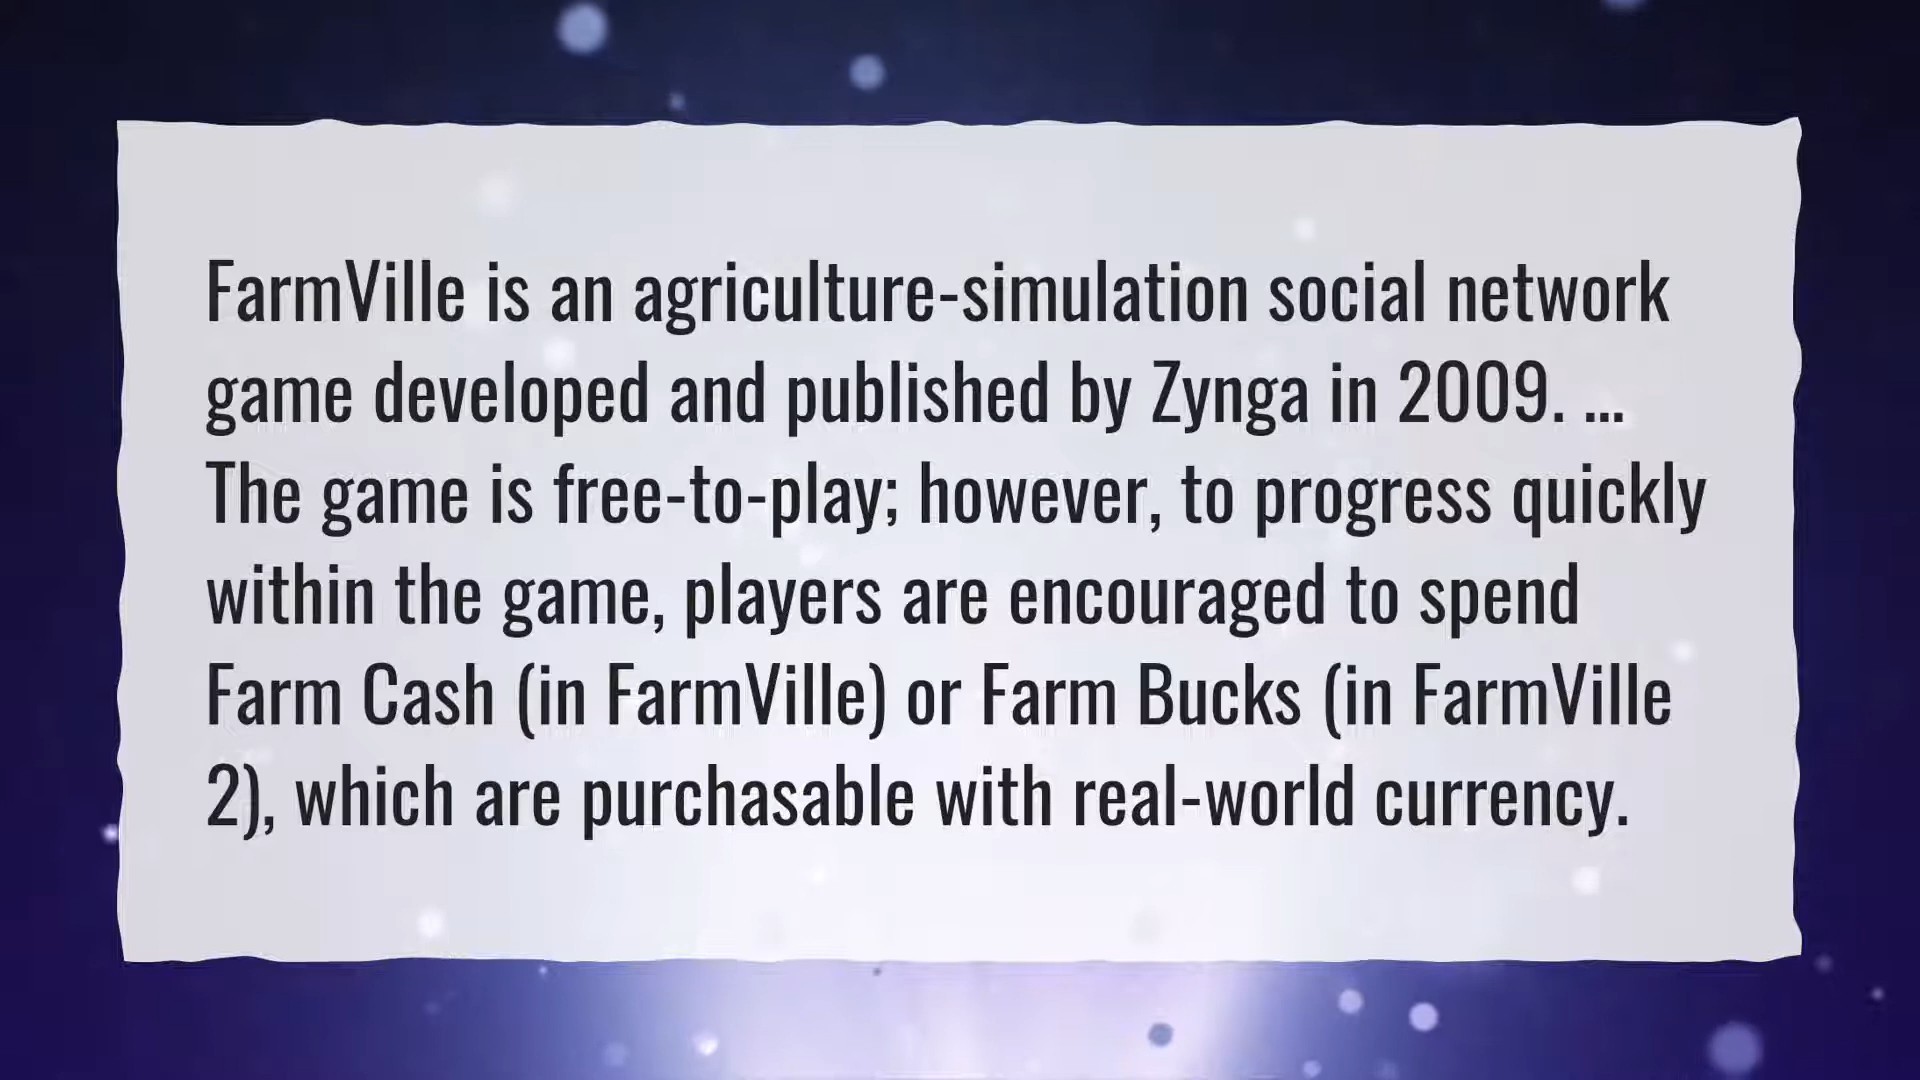 FarmVille is an agriculture-simulation social network
game developed and published by Zynga in 2009. ...
The game is free-to-play; however, to progress quickly
within the game, players are encouraged to spend
Farm Cash (in FarmVille) or Farm Bucks (in FarmVille
2), which are purchasable with real-world currency.